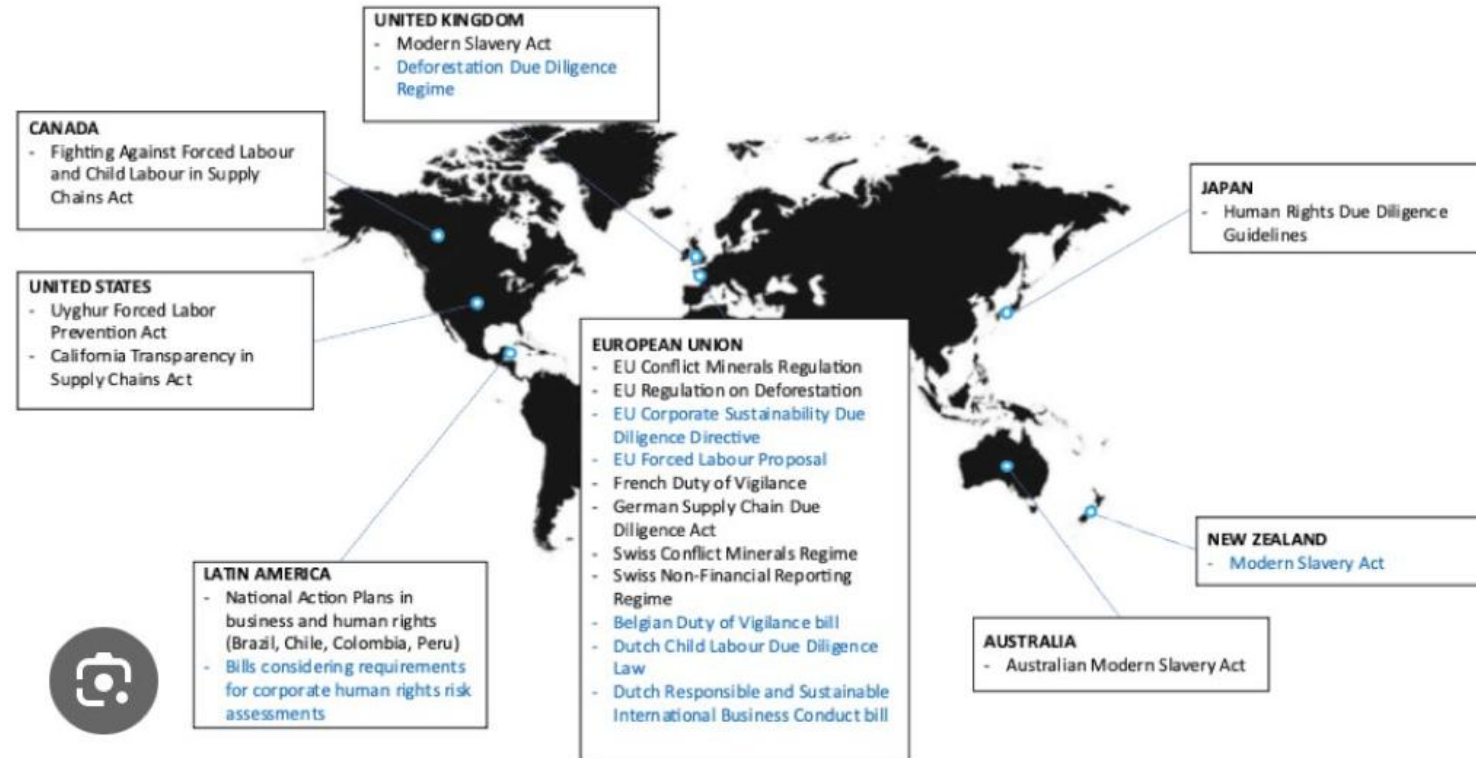 UNITED KINGDOM
- Modern Slavery Act
- Deforestation Due Diligence
Regime
CANADA
- Fighting Against Forced Labour
and Child Labour in Supply
Chains Act
JAPAN
- Human Rights Due Diligence
Guidelines
UNITED STATES
- Uyghur Forced Labor
Prevention Act
- California Transparency in
Supply Chains Act
EUROPEAN UNION
- EU Conflict Minerals Regulation
- EU Regulation on Deforestation
- EU Corporate Sustainability Due
Diligence Directive
- EU Forced Labour Proposal
- French Duty of Vigilance
- German Supply Chain Due
Diligence Act
- Swiss Conflict Minerals Regime
- Swiss Non-Financial Reporting
Regime
- Belgian Duty of Vigilance bill
- Dutch Child Labour Due Diligence
Law
- Dutch Responsible and Sustainable
International Business Conduct bill
NEW ZEALAND
- Modern Slavery Act
LATIN AMERICA
- National Action Plans in
business and human rights
(Brazil, Chile, Colombia, Peru)
- Bills considering requirements
for corporate human rights risk
assessments
AUSTRALIA
- Australian Modern Slavery Act